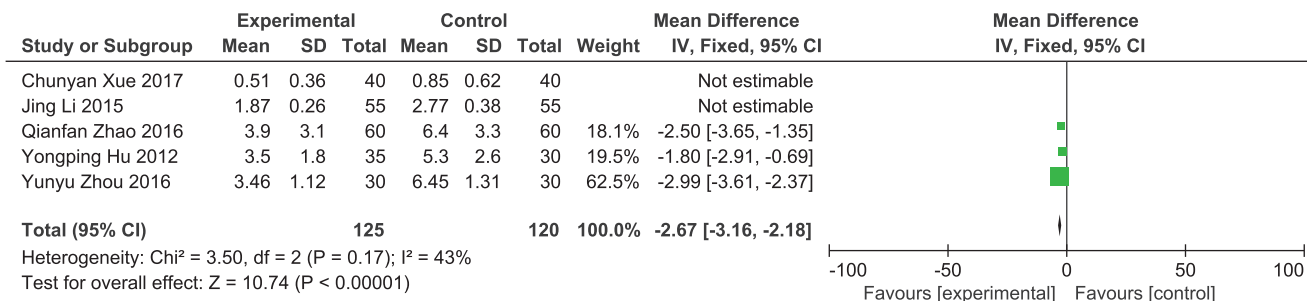 Experimental Control Mean Difference Mean Difference
Study or Subgroup Mean SD Total Mean SD Total Weight IV, Fixed, 95% CI IV, Fixed, 95% CI
Chunyan Xue 2017 0.51 0.36 40 0.85 0.62 40 Not estimable
Jing Li 2015 1.87 0.26 55 2.77 0.38 55 Not estimable
Qianfan Zhao 2016 3.9 3.1 60 6.4 3.3 60 18.1% -2.50 [-3.65, -1.35]
Yongping Hu 2012 3.5 1.8 35 5.3 2.6 30 19.5% -1.80 [-2.91, -0.69]
Yunyu Zhou 2016 3.46 1.12 30 6.45 1.31 30 62.5% -2.99 [-3.61, -2.37]
Total (95% CI) 125 120 100.0% -2.67 [-3.16, -2.18]
Heterogeneity: Chi² = 3.50, df = 2 (P = 0.17); I² = 43%
Test for overall effect: Z = 10.74 (P < 0.00001)
-100 -50 0 50 100
Favours [experimental] Favours [control]